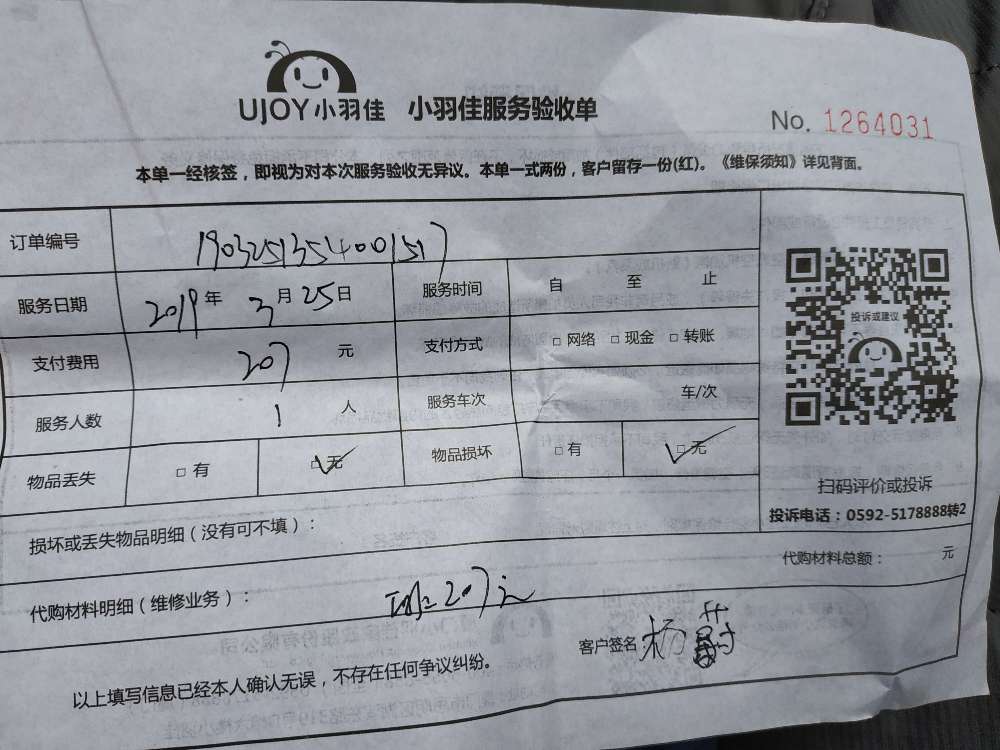 UJOY小羽佳 小羽佳服务验收单
No. 1264031
本单一经核签，即视为对本次服务验收无异议。本单一式两份，客户留存一份(红)。《维保须知》详见背面。
订单编号 1903251354001517
服务日期 2019年3月25日 服务时间 自 至 止
支付费用 207 元 支付方式 □网络 □现金 □转账
服务人数 1 人 服务车次 车/次
物品丢失 □有 □✓无 物品损坏 □有 □✓无
投诉或建议
扫码评价或投诉
投诉电话：0592-5178888转2
损坏或丢失物品明细（没有可不填）：
代购材料总额： 元
代购材料明细（维修业务）： 207元
客户签名 杨
以上填写信息已经本人确认无误，不存在任何争议纠纷。